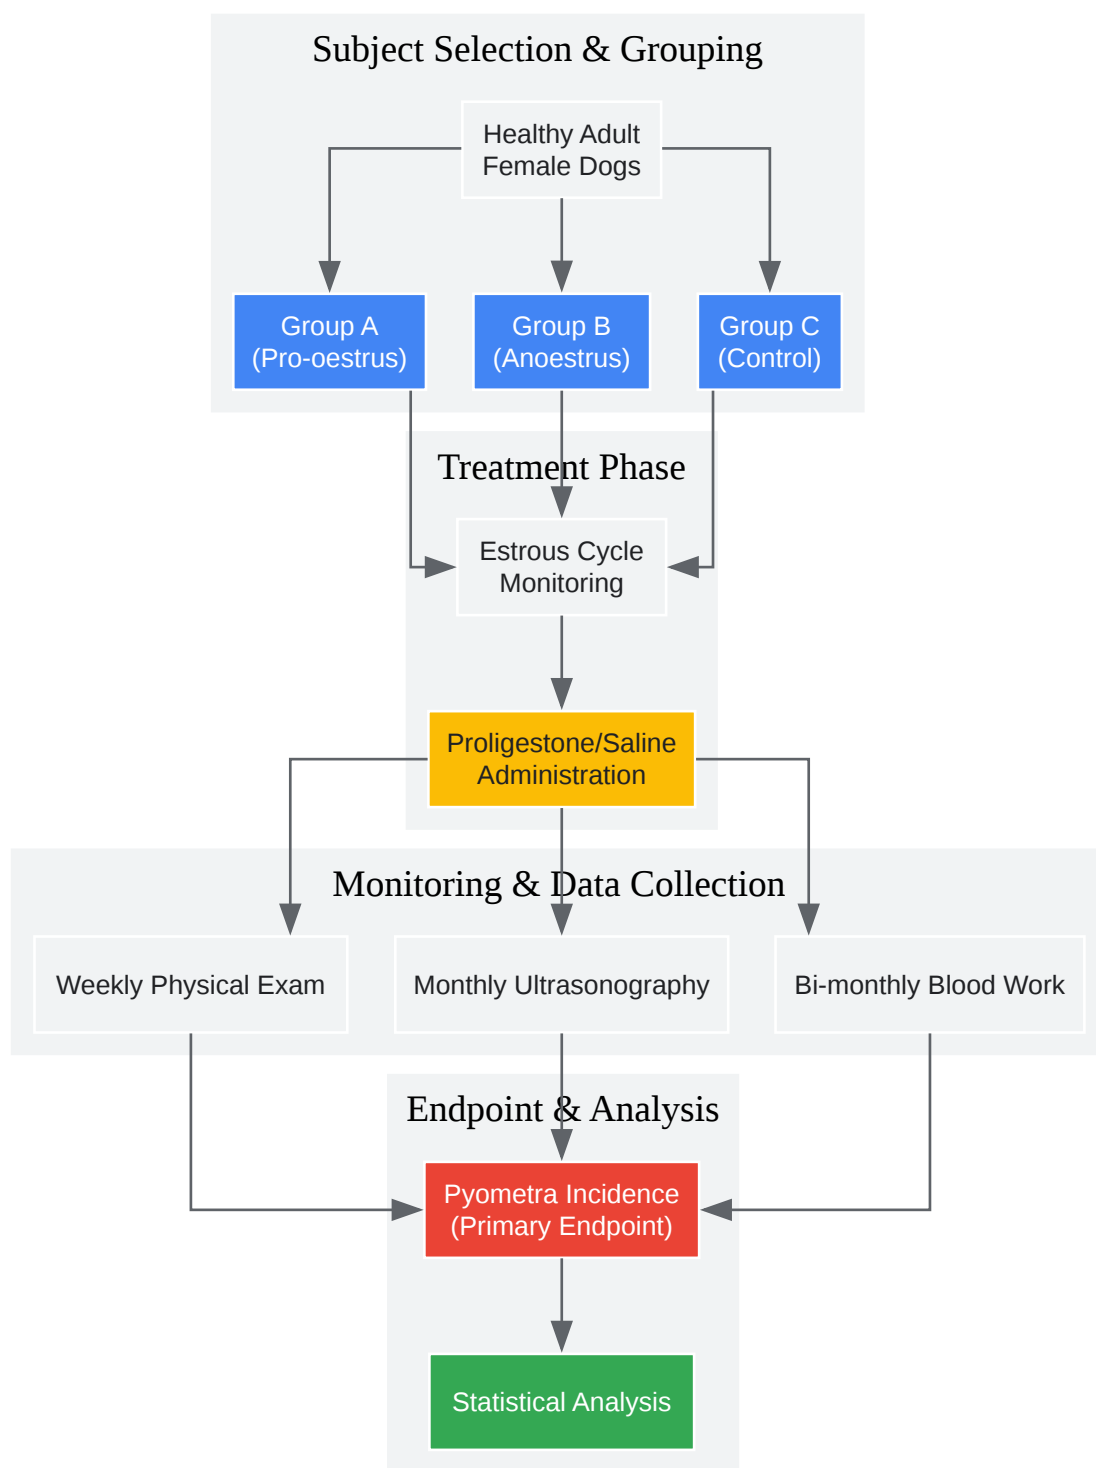 Subject Selection & Grouping
Healthy Adult
Female Dogs
Group A
(Pro-oestrus)
Group B
(Anoestrus)
Group C
(Control)
Treatment Phase
Estrous Cycle
Monitoring
Proligestone/Saline
Administration
Monitoring & Data Collection
Weekly Physical Exam
Monthly Ultrasonography
Bi-monthly Blood Work
Endpoint & Analysis
Pyometra Incidence
(Primary Endpoint)
Statistical Analysis